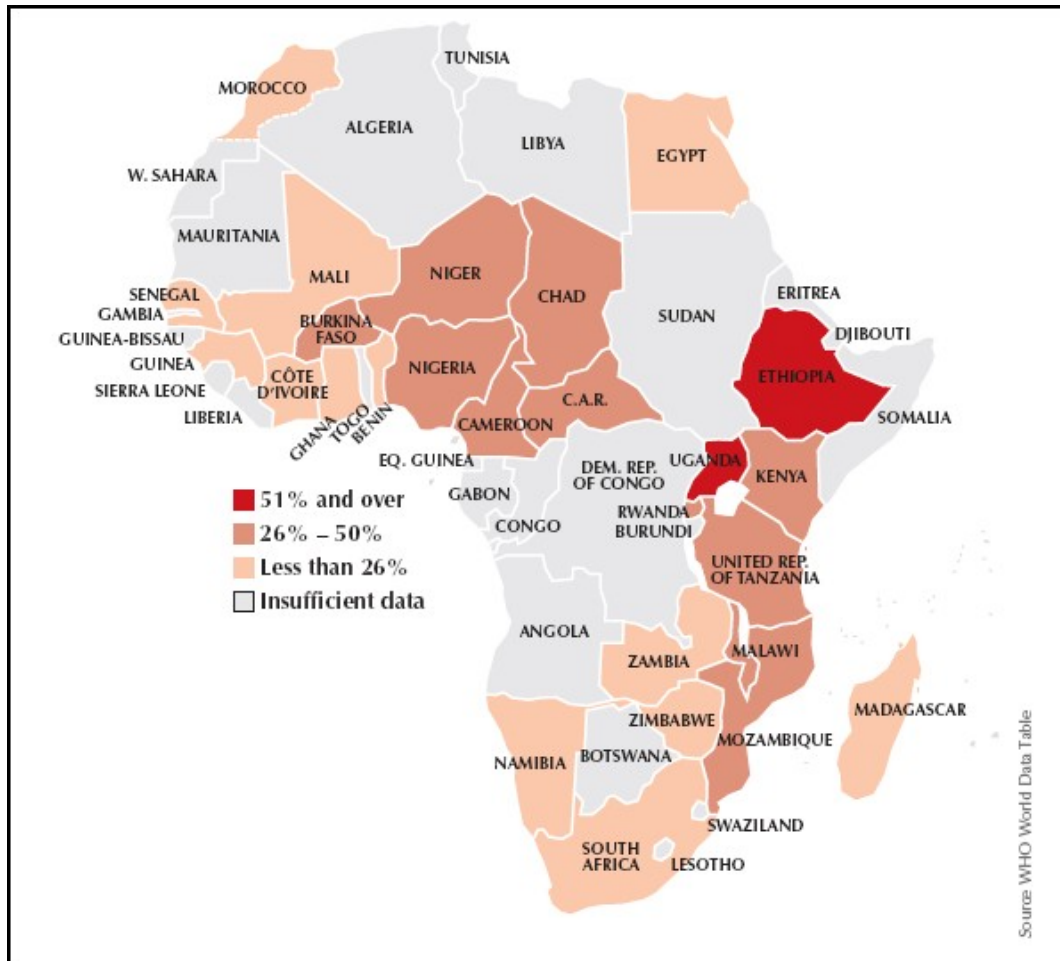 TUNISIA
MOROCCO
ALGERIA
LIBYA
EGYPT
W. SAHARA
MAURITANIA
MALI
NIGER
CHAD
SUDAN
ERITREA
SENEGAL
GAMBIA
BURKINA
FASO
GUINEA-BISSAU
DJIBOUTI
GUINEA
NIGERIA
CÔTE
D'IVOIRE
ETHIOPIA
SIERRA LEONE
C.A.R.
LIBERIA
SOMALIA
GHANA
TOGO
BENIN
CAMEROON
EQ. GUINEA
DEM. REP.
OF CONGO
UGANDA
KENYA
GABON
CONGO
RWANDA
BURUNDI
51% and over
26% – 50%
Less than 26%
Insufficient data
UNITED REP.
OF TANZANIA
ANGOLA
MALAWI
ZAMBIA
MADAGASCAR
ZIMBABWE
MOZAMBIQUE
NAMIBIA
BOTSWANA
SWAZILAND
SOUTH
AFRICA
LESOTHO
Source WHO World Data Table